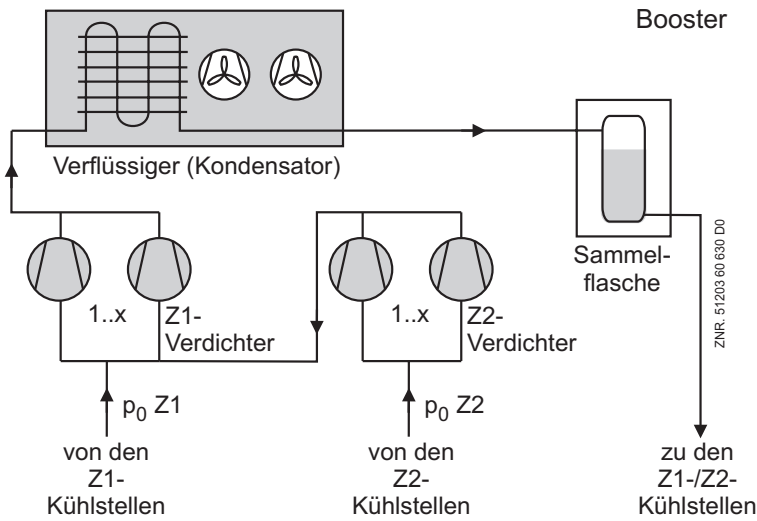 Booster
Verflüssiger (Kondensator)
Sammel-
flasche
ZNR. 51203 60 630 D0
1..x
Z1-
Verdichter
1..x
Z2-
Verdichter
p0 Z1
p0 Z2
von den
Z1-
Kühlstellen
von den
Z2-
Kühlstellen
zu den
Z1-/Z2-
Kühlstellen